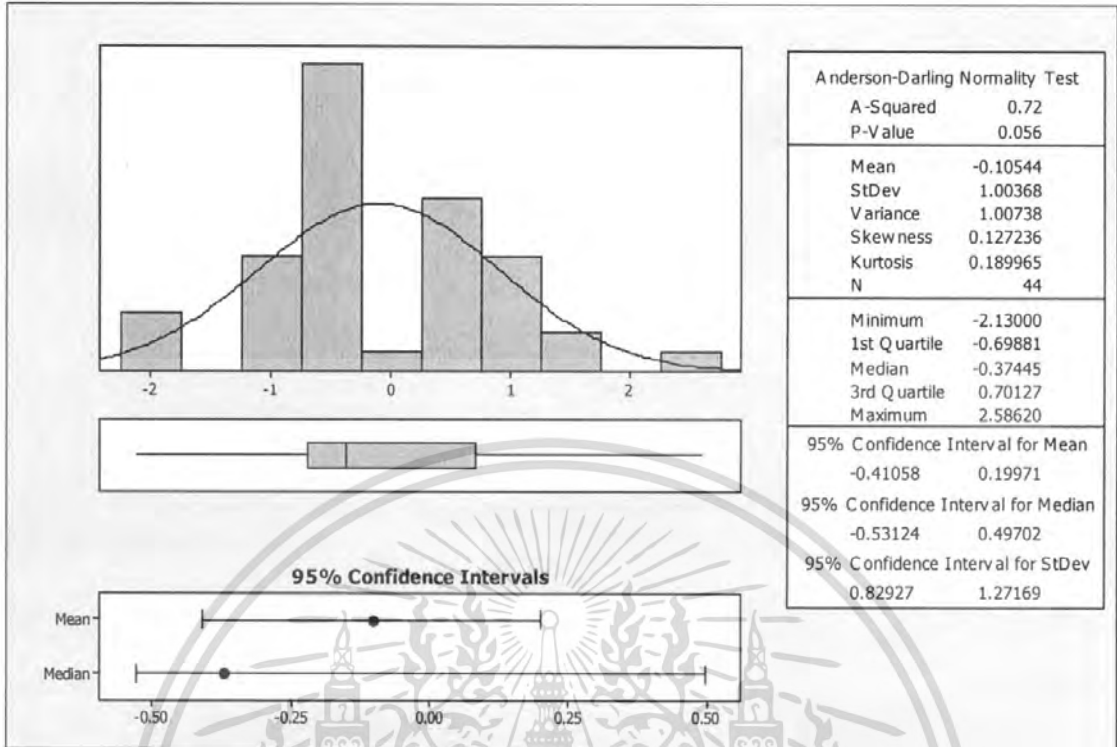 -2 -1 0 1 2
95% Confidence Intervals
Mean
Median
-0.50 -0.25 0.00 0.25 0.50
Anderson-Darling Normality Test
A-Squared 0.72
P-Value 0.056
Mean -0.10544
StDev 1.00368
Variance 1.00738
Skewness 0.127236
Kurtosis 0.189965
N 44
Minimum -2.13000
1st Quartile -0.69881
Median -0.37445
3rd Quartile 0.70127
Maximum 2.58620
95% Confidence Interval for Mean
-0.41058 0.19971
95% Confidence Interval for Median
-0.53124 0.49702
95% Confidence Interval for StDev
0.82927 1.27169